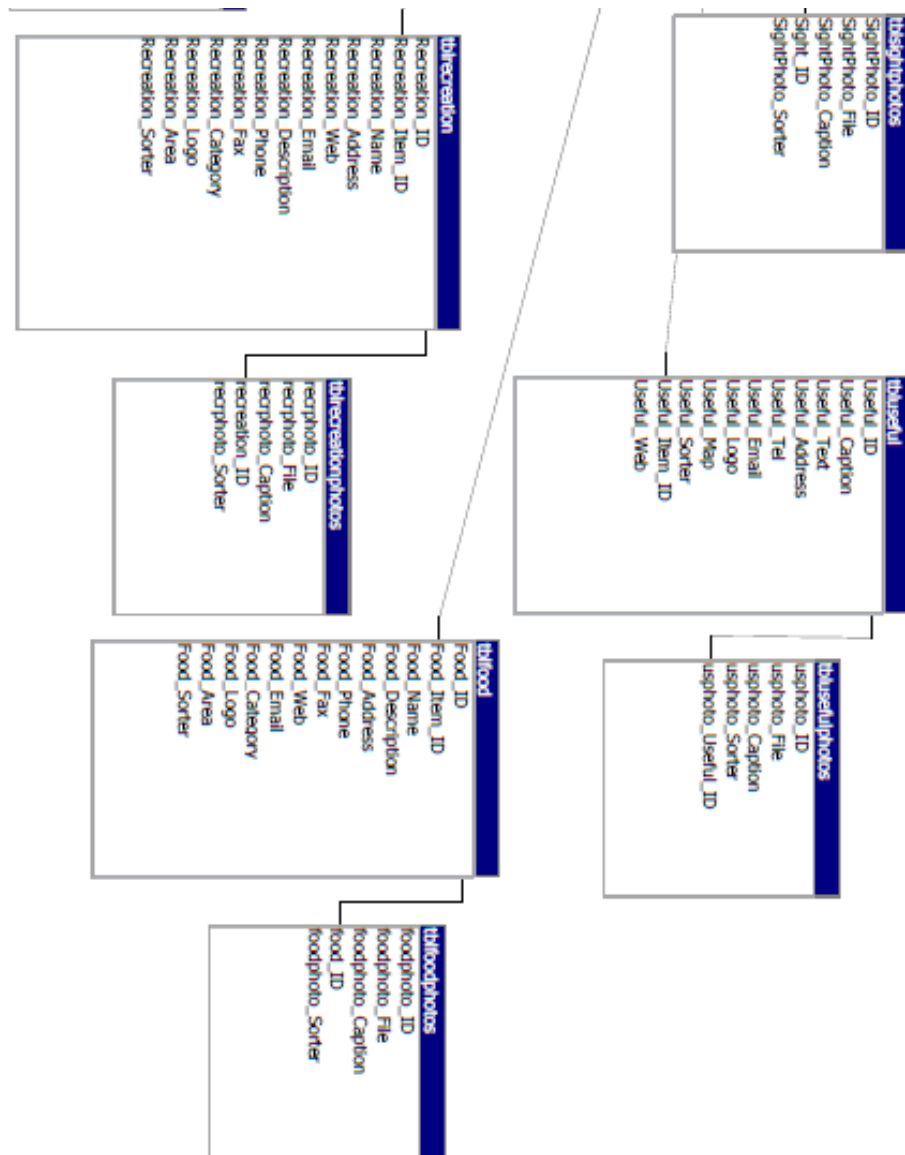 tblsightphotos
SightPhoto_ID
SightPhoto_File
SightPhoto_Caption
Sight_ID
SightPhoto_Sorter
tblrecreation
Recreation_ID
Recreation_Item_ID
Recreation_Name
Recreation_Address
Recreation_Web
Recreation_Email
Recreation_Description
Recreation_Phone
Recreation_Fax
Recreation_Category
Recreation_Logo
Recreation_Area
Recreation_Sorter
tbluseful
Useful_ID
Useful_Caption
Useful_Text
Useful_Address
Useful_Tel
Useful_Email
Useful_Logo
Useful_Map
Useful_Sorter
Useful_Item_ID
Useful_Web
tblrecreationphotos
recrphoto_ID
recrphoto_File
recrphoto_Caption
recreation_ID
recrphoto_Sorter
tblusefulphotos
usphoto_ID
usphoto_File
usphoto_Caption
usphoto_Sorter
usphoto_Useful_ID
tblfood
Food_ID
Food_Item_ID
Food_Name
Food_Description
Food_Address
Food_Phone
Food_Fax
Food_Web
Food_Email
Food_Category
Food_Logo
Food_Area
Food_Sorter
tblfoodphotos
foodphoto_ID
foodphoto_File
foodphoto_Caption
food_ID
foodphoto_Sorter